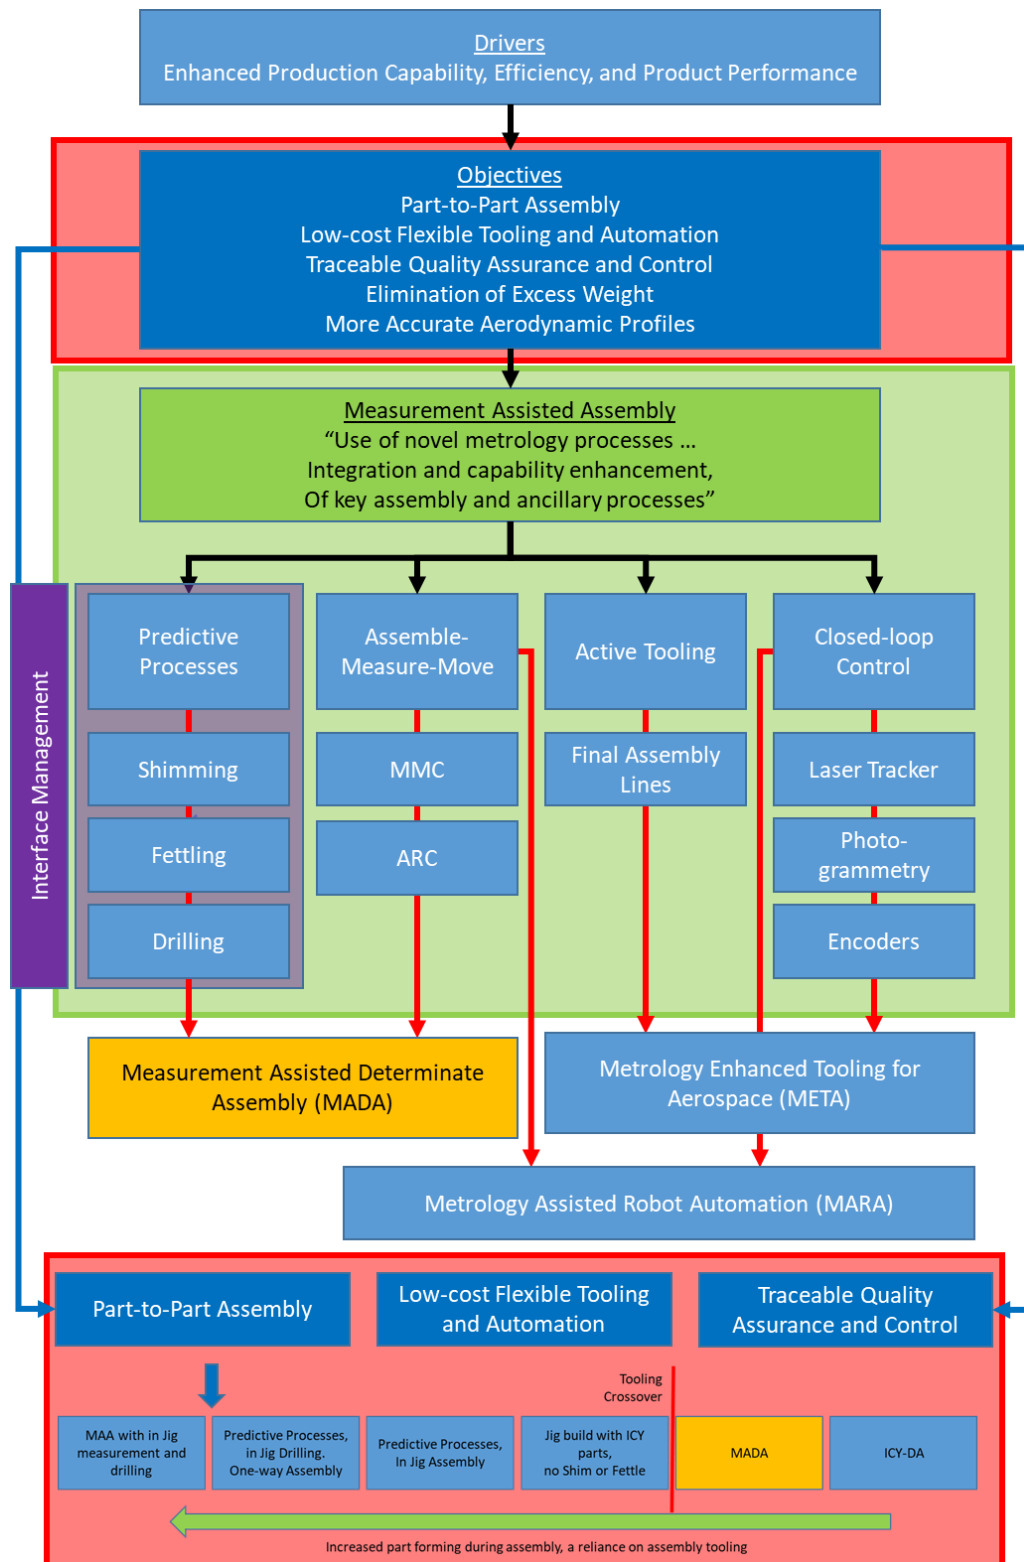 Drivers
Enhanced Production Capability, Efficiency, and Product Performance
Objectives
Part-to-Part Assembly
Low-cost Flexible Tooling and Automation
Traceable Quality Assurance and Control
Elimination of Excess Weight
More Accurate Aerodynamic Profiles
Measurement Assisted Assembly
“Use of novel metrology processes ...
Integration and capability enhancement,
Of key assembly and ancillary processes”
Interface Management
Predictive
Processes
Shimming
Fettling
Drilling
Assemble-
Measure-Move
MMC
ARC
Active Tooling
Final Assembly
Lines
Closed-loop
Control
Laser Tracker
Photo-
grammetry
Encoders
Measurement Assisted Determinate
Assembly (MADA)
Metrology Enhanced Tooling for
Aerospace (META)
Metrology Assisted Robot Automation (MARA)
Part-to-Part Assembly
Low-cost Flexible Tooling
and Automation
Traceable Quality
Assurance and Control
Tooling
Crossover
MAA with in Jig
measurement and
drilling
Predictive Processes,
in Jig Drilling.
One-way Assembly
Predictive Processes,
In Jig Assembly
Jig build with ICY
parts,
no Shim or Fettle
MADA
ICY-DA
Increased part forming during assembly, a reliance on assembly tooling